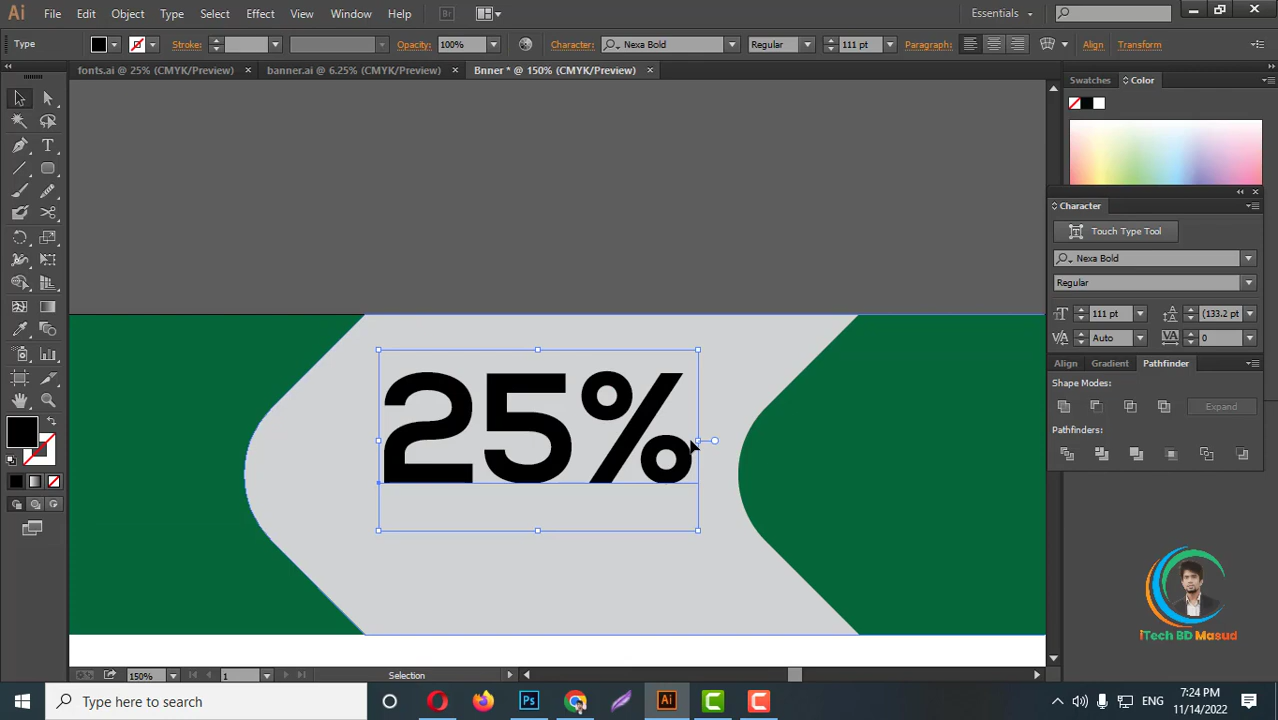 Ai File Edit Object Type Select Effect View Window Help Br Essentials
Type Stroke: Opacity: 100% Character: Nexa Bold Regular 111 pt Paragraph: Align Transform
fonts.ai @ 25% (CMYK/Preview) × banner.ai @ 6.25% (CMYK/Preview) × Bnner * @ 150% (CMYK/Preview) ×
Swatches Color
Character
Touch Type Tool
Nexa Bold
Regular
111 pt (133.2 pt
Auto 0
Align Gradient Pathfinder
Shape Modes:
Expand
Pathfinders:
25%
iTech BD Masud
150% 1 Selection
Type here to search Ps Ai ENG 7:24 PM
11/14/2022